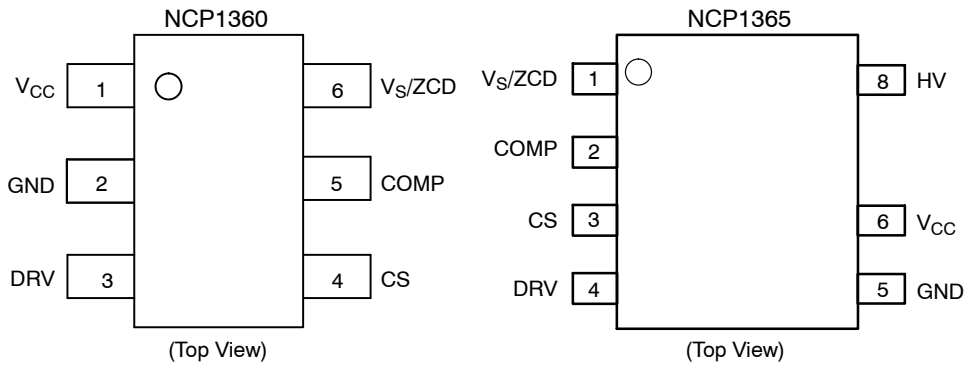 NCP1360
V_CC 1
6 V_S/ZCD
GND 2
5 COMP
DRV 3
4 CS
(Top View)
NCP1365
V_S/ZCD 1
8 HV
COMP 2
CS 3
6 V_CC
DRV 4
5 GND
(Top View)